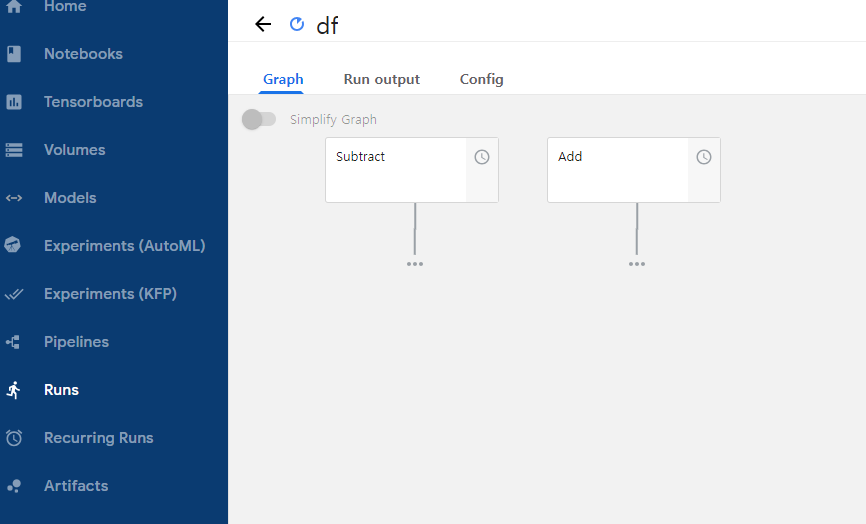 Home
Notebooks
Tensorboards
Volumes
Models
Experiments (AutoML)
Experiments (KFP)
Pipelines
Runs
Recurring Runs
Artifacts
df
Graph Run output Config
Simplify Graph
Subtract Add